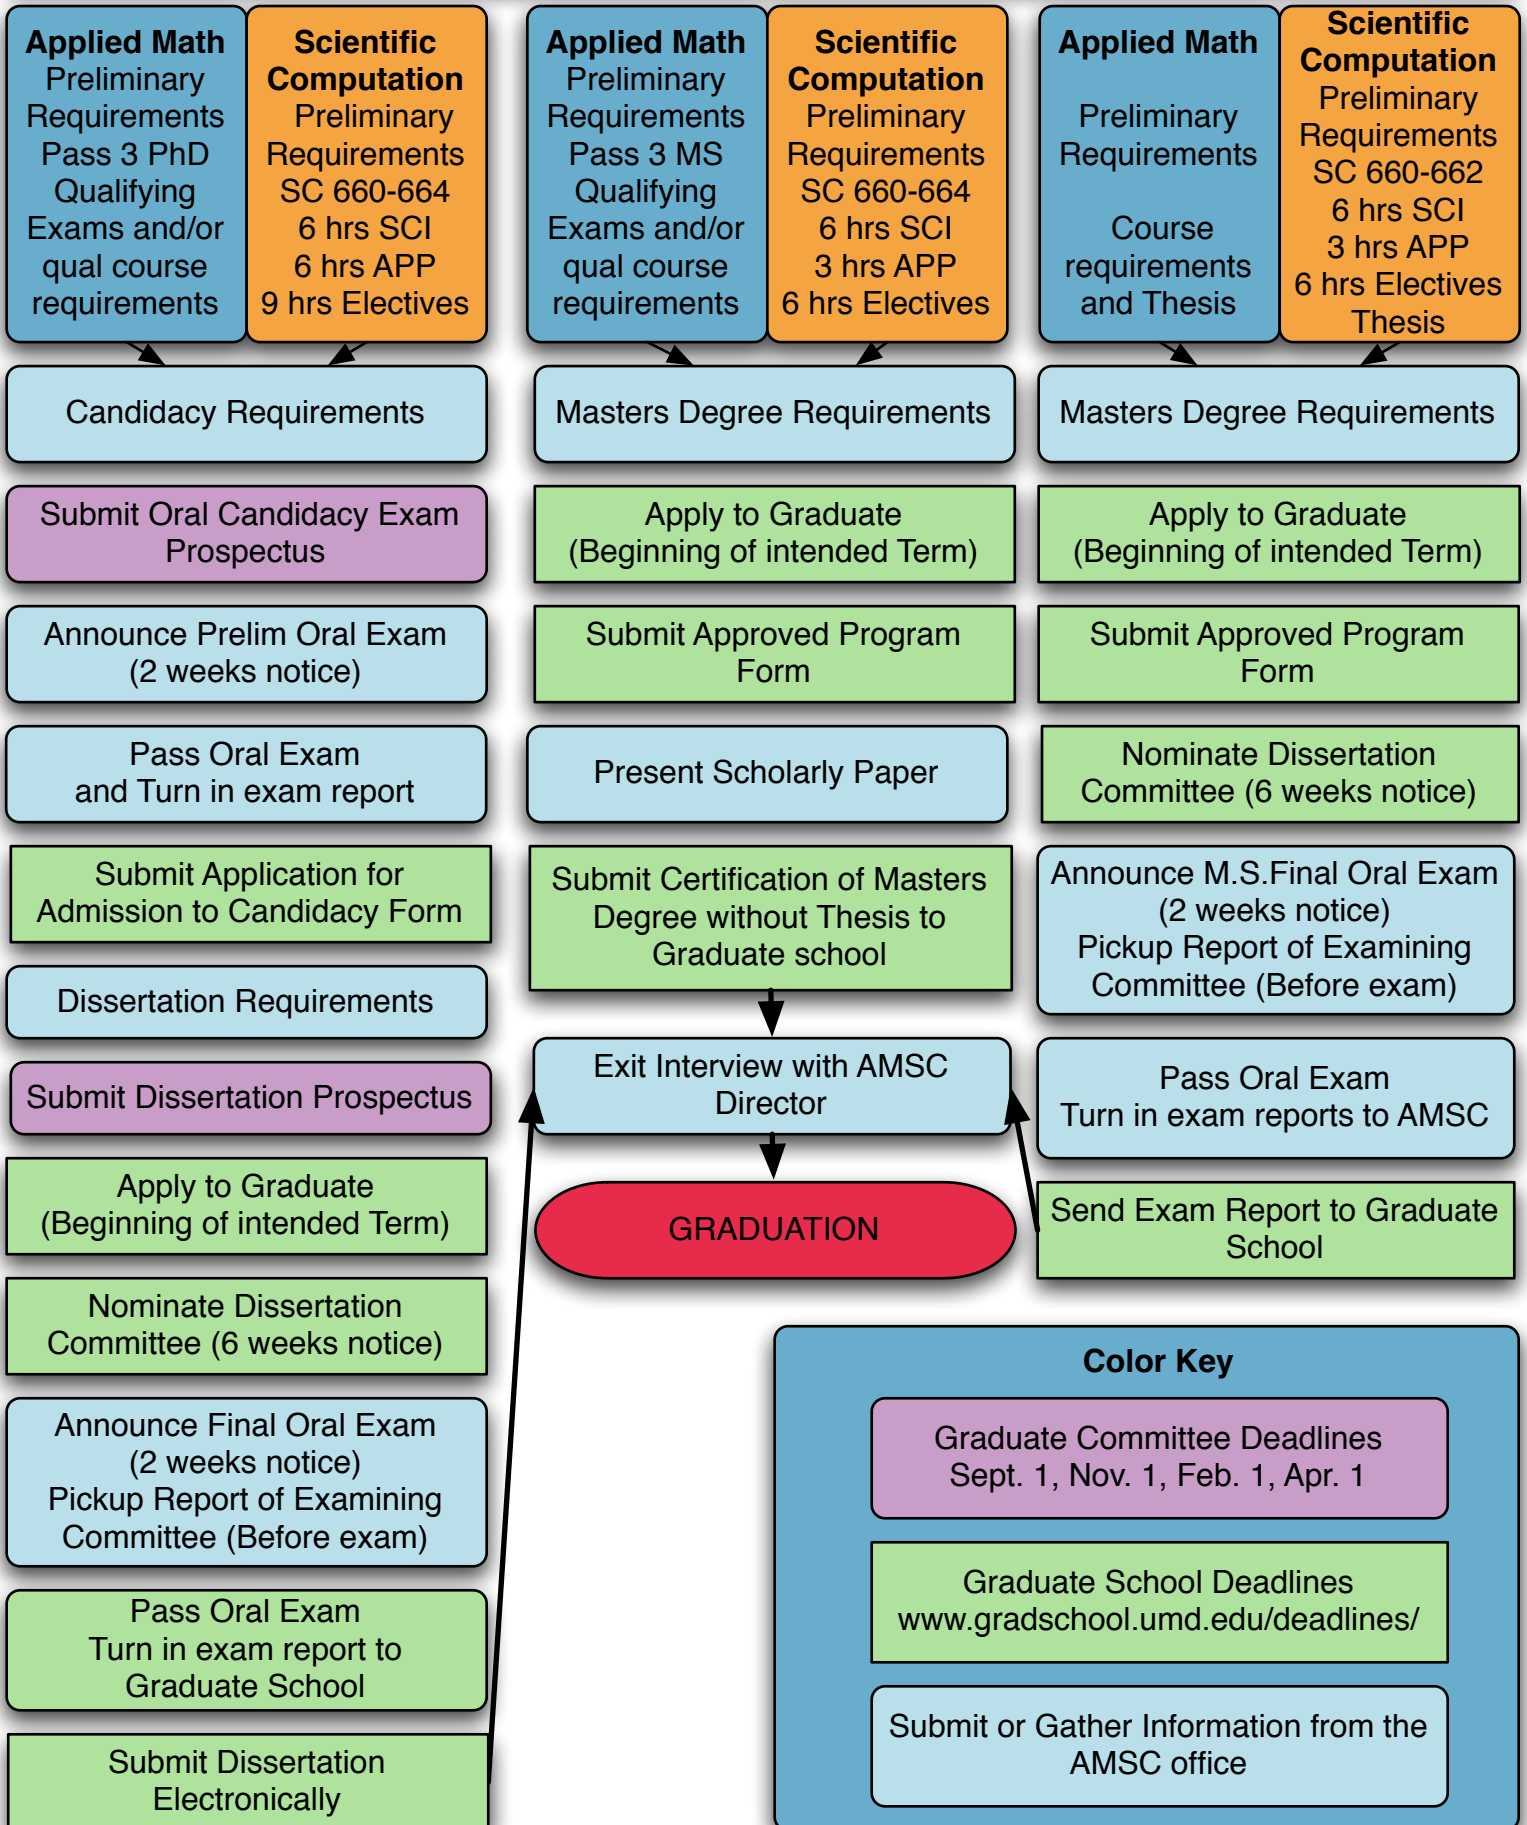 Applied Math
Preliminary
Requirements
Pass 3 PhD
Qualifying
Exams and/or
qual course
requirements
Scientific
Computation
Preliminary
Requirements
SC 660-664
6 hrs SCI
6 hrs APP
9 hrs Electives
Candidacy Requirements
Submit Oral Candidacy Exam
Prospectus
Announce Prelim Oral Exam
(2 weeks notice)
Pass Oral Exam
and Turn in exam report
Submit Application for
Admission to Candidacy Form
Dissertation Requirements
Submit Dissertation Prospectus
Apply to Graduate
(Beginning of intended Term)
Nominate Dissertation
Committee (6 weeks notice)
Announce Final Oral Exam
(2 weeks notice)
Pickup Report of Examining
Committee (Before exam)
Pass Oral Exam
Turn in exam report to
Graduate School
Submit Dissertation
Electronically
Applied Math
Preliminary
Requirements
Pass 3 MS
Qualifying
Exams and/or
qual course
requirements
Scientific
Computation
Preliminary
Requirements
SC 660-664
6 hrs SCI
3 hrs APP
6 hrs Electives
Masters Degree Requirements
Apply to Graduate
(Beginning of intended Term)
Submit Approved Program
Form
Present Scholarly Paper
Submit Certification of Masters
Degree without Thesis to
Graduate school
Exit Interview with AMSC
Director
GRADUATION
Applied Math
Preliminary
Requirements
Course
requirements
and Thesis
Scientific
Computation
Preliminary
Requirements
SC 660-662
6 hrs SCI
3 hrs APP
6 hrs Electives
Thesis
Masters Degree Requirements
Apply to Graduate
(Beginning of intended Term)
Submit Approved Program
Form
Nominate Dissertation
Committee (6 weeks notice)
Announce M.S.Final Oral Exam
(2 weeks notice)
Pickup Report of Examining
Committee (Before exam)
Pass Oral Exam
Turn in exam reports to AMSC
Send Exam Report to Graduate
School
Color Key
Graduate Committee Deadlines
Sept. 1, Nov. 1, Feb. 1, Apr. 1
Graduate School Deadlines
www.gradschool.umd.edu/deadlines/
Submit or Gather Information from the
AMSC office